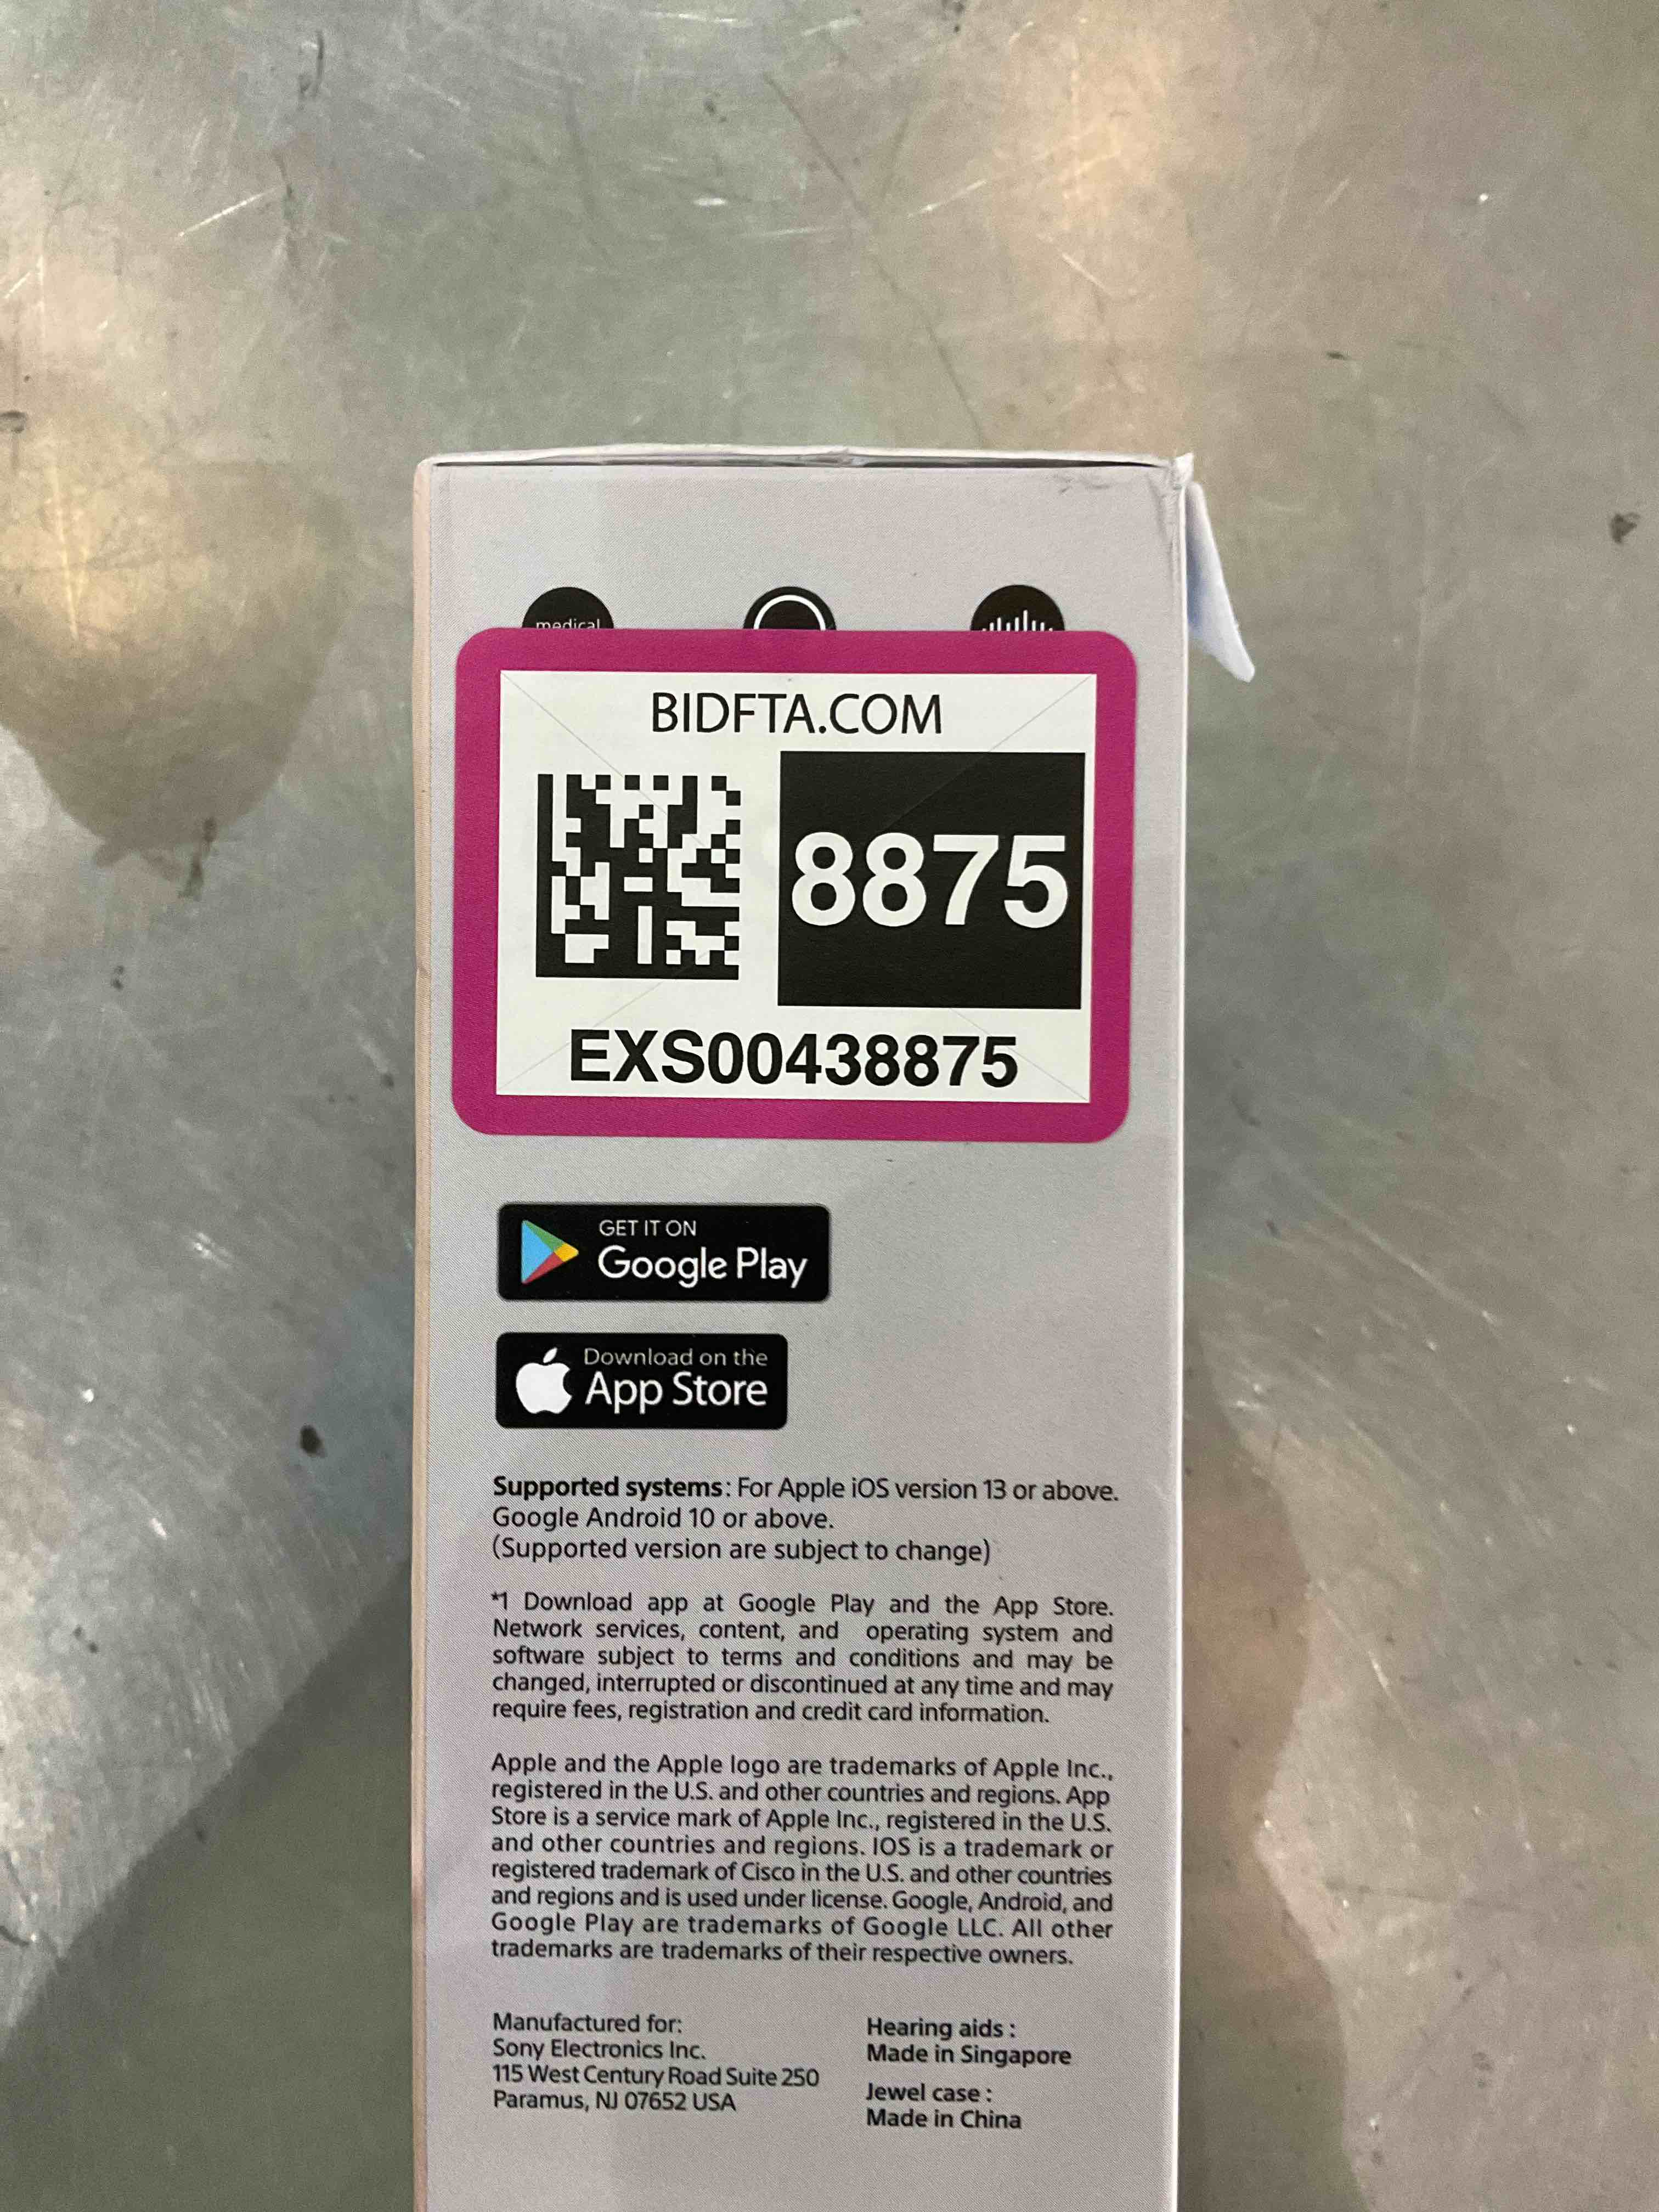 medical
BIDFTA.COM
8875
EXS00438875
GET IT ON
Google Play
Download on the
App Store
Supported systems: For Apple iOS version 13 or above.
Google Android 10 or above.
(Supported version are subject to change)
*1 Download app at Google Play and the App Store.
Network services, content, and operating system and
software subject to terms and conditions and may be
changed, interrupted or discontinued at any time and may
require fees, registration and credit card information.
Apple and the Apple logo are trademarks of Apple Inc.,
registered in the U.S. and other countries and regions. App
Store is a service mark of Apple Inc., registered in the U.S.
and other countries and regions. IOS is a trademark or
registered trademark of Cisco in the U.S. and other countries
and regions and is used under license. Google, Android, and
Google Play are trademarks of Google LLC. All other
trademarks are trademarks of their respective owners.
Manufactured for:
Sony Electronics Inc.
115 West Century Road Suite 250
Paramus, NJ 07652 USA
Hearing aids :
Made in Singapore
Jewel case :
Made in China